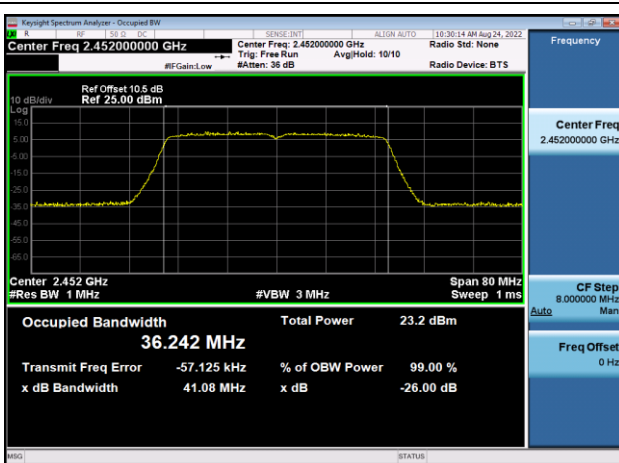 Keysight Spectrum Analyzer - Occupied BW
R RF 50 Ω DC SENSE:INT ALIGN AUTO 10:30:14 AM Aug 24, 2022
Center Freq 2.452000000 GHz Center Freq: 2.452000000 GHz Radio Std: None Frequency
Trig: Free Run Avg|Hold: 10/10
#IFGain:Low #Atten: 36 dB Radio Device: BTS
Ref Offset 10.5 dB
10 dB/div Ref 25.00 dBm
Log
15.0
5.00
-5.00
-15.0
-25.0
-35.0
-45.0
-55.0
-65.0
Center Freq
2.452000000 GHz
Center 2.452 GHz Span 80 MHz
#Res BW 1 MHz #VBW 3 MHz Sweep 1 ms
CF Step
8.000000 MHz
Auto Man
Occupied Bandwidth Total Power 23.2 dBm
36.242 MHz
Transmit Freq Error -57.125 kHz % of OBW Power 99.00 %
x dB Bandwidth 41.08 MHz x dB -26.00 dB
Freq Offset
0 Hz
MSG STATUS